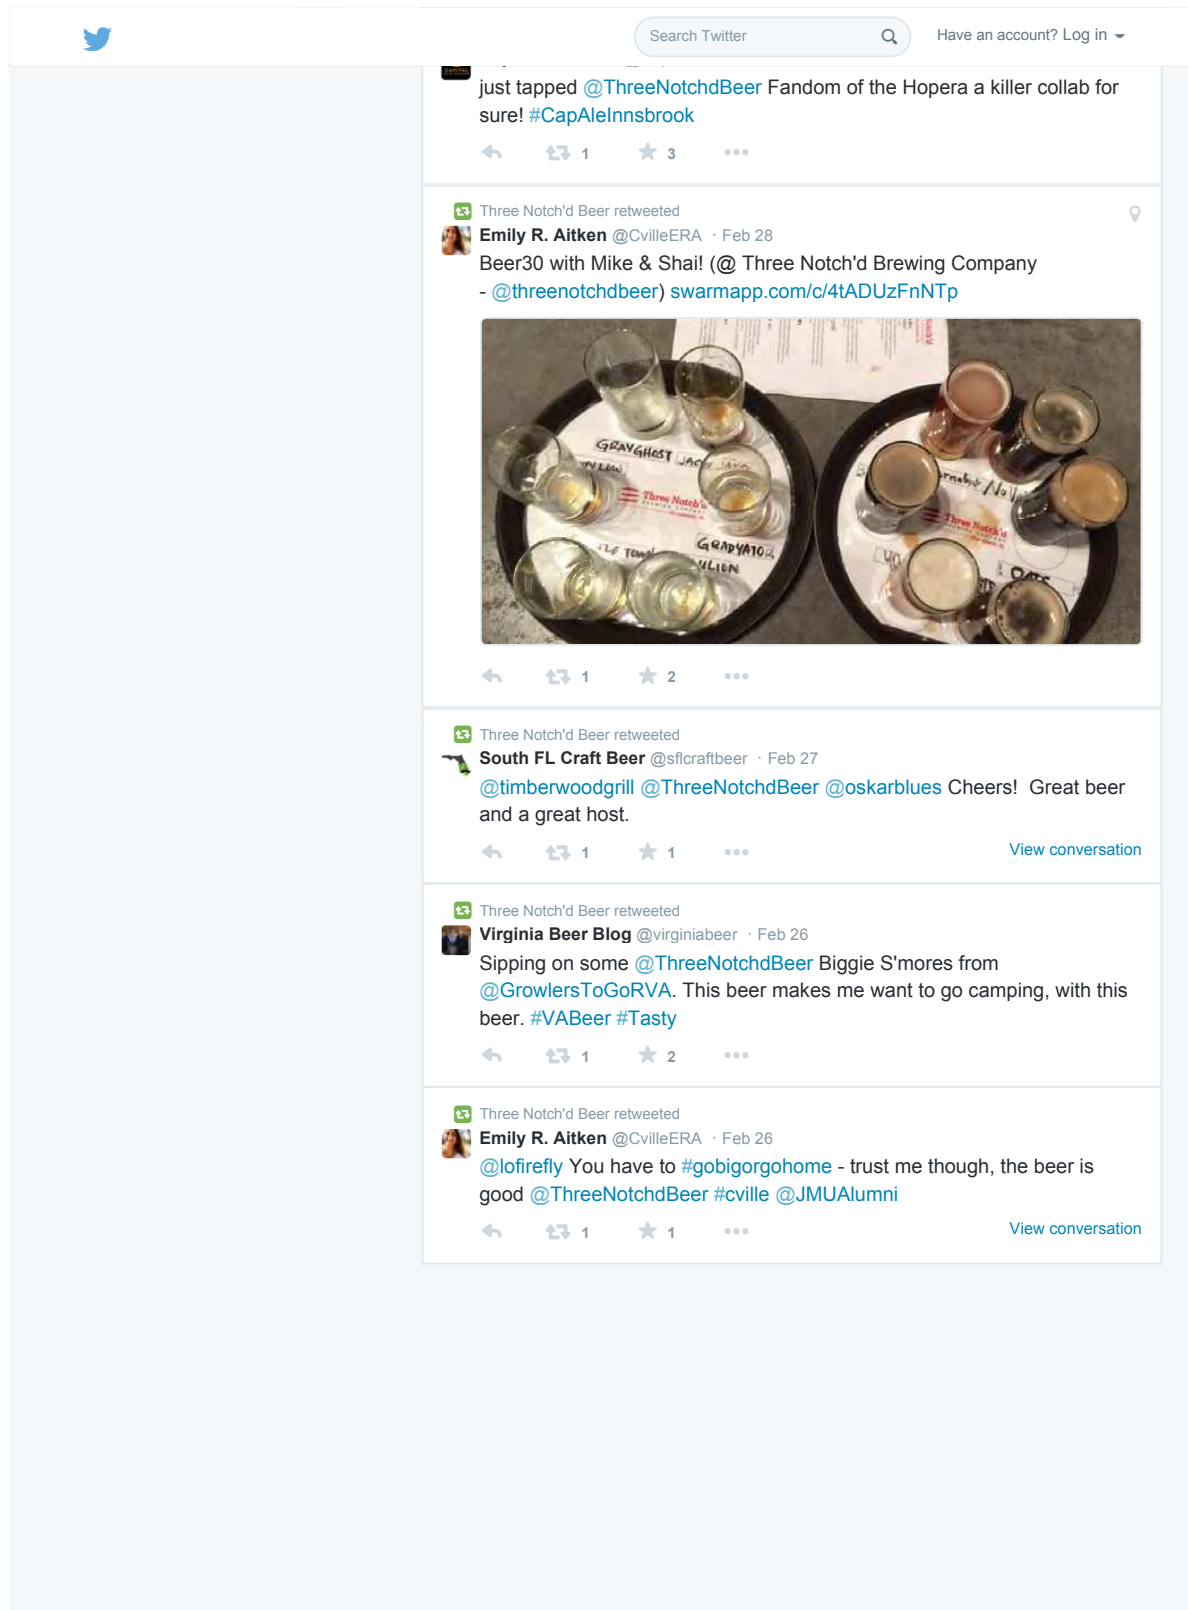 Search Twitter
Have an account? Log in
just tapped @ThreeNotchdBeer Fandom of the Hopera a killer collab for
sure! #CapAleInnsbrook
1 3
Three Notch'd Beer retweeted
Emily R. Aitken @CvilleERA · Feb 28
Beer30 with Mike & Shai! (@ Three Notch'd Brewing Company
- @threenotchdbeer) swarmapp.com/c/4tADUzFnNTp
GRAYGHOST
Three Notch'd
BREWING COMPANY
GRADYATOR
Three Notch'd
OATS
1 2
Three Notch'd Beer retweeted
South FL Craft Beer @sflcraftbeer · Feb 27
@timberwoodgrill @ThreeNotchdBeer @oskarblues Cheers!  Great beer
and a great host.
1 1
View conversation
Three Notch'd Beer retweeted
Virginia Beer Blog @virginiabeer · Feb 26
Sipping on some @ThreeNotchdBeer Biggie S'mores from
@GrowlersToGoRVA. This beer makes me want to go camping, with this
beer. #VABeer #Tasty
1 2
Three Notch'd Beer retweeted
Emily R. Aitken @CvilleERA · Feb 26
@lofirefly You have to #gobigorgohome - trust me though, the beer is
good @ThreeNotchdBeer #cville @JMUAlumni
1 1
View conversation